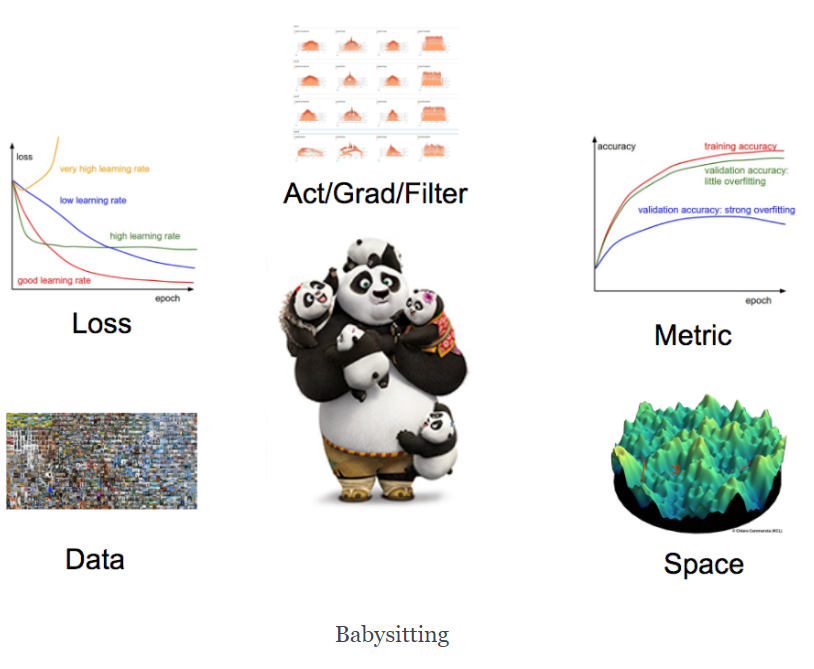 Act/Grad/Filter
loss
very high learning rate
low learning rate
high learning rate
good learning rate
epoch
Loss
accuracy
training accuracy
validation accuracy:
little overfitting
validation accuracy: strong overfitting
epoch
Metric
Data
Space
Babysitting